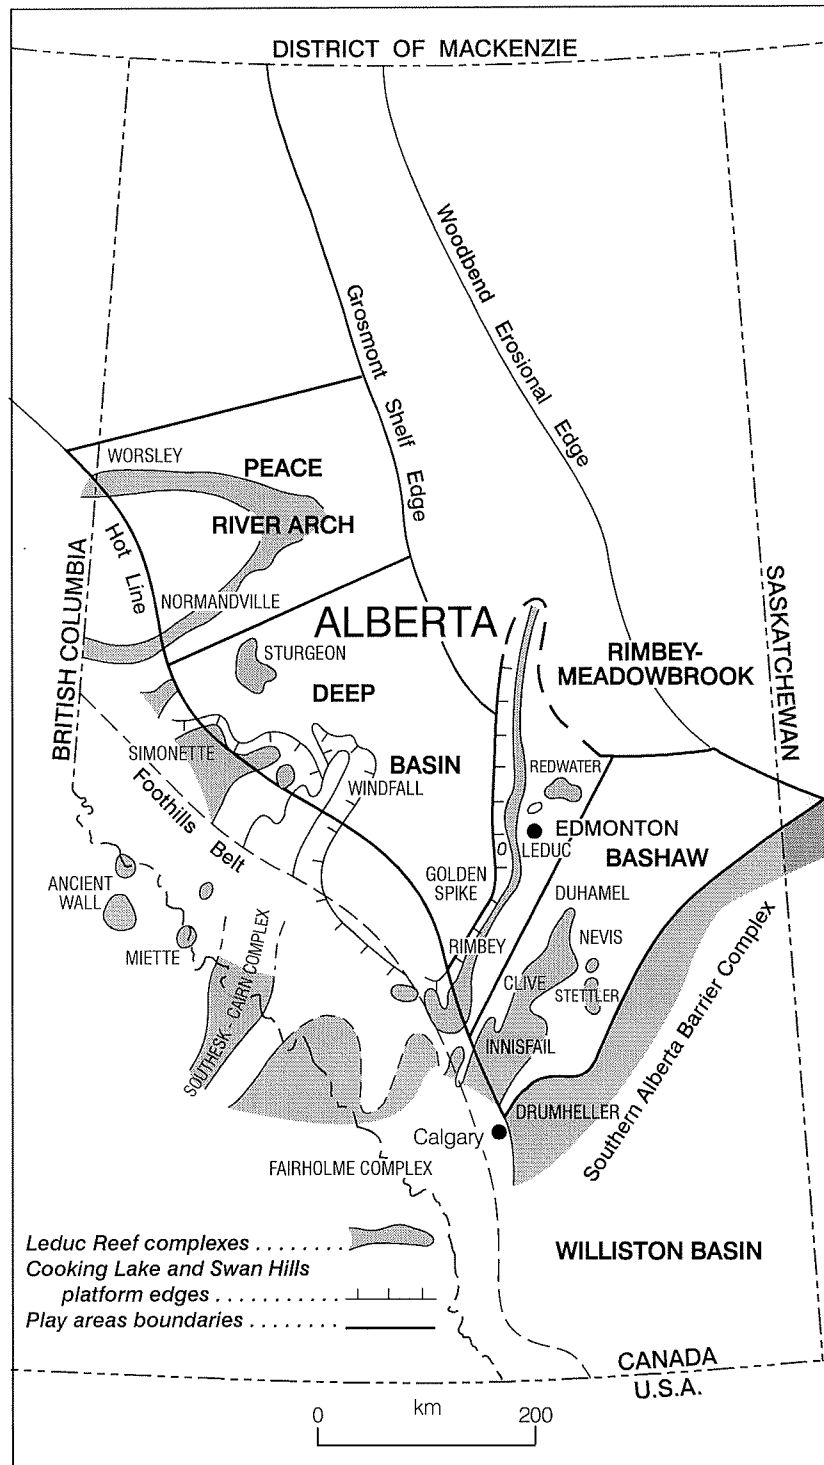 DISTRICT OF MACKENZIE
Woodbend Erosional Edge
Grosmont Shelf Edge
WORSLEY
PEACE
RIVER ARCH
Hot Line
NORMANDVILLE
BRITISH COLUMBIA
SASKATCHEWAN
ALBERTA
STURGEON
RIMBEY-
MEADOWBROOK
DEEP
BASIN
SIMONETTE
WINDFALL
REDWATER
Foothills Belt
EDMONTON
LEDUC
BASHAW
GOLDEN
SPIKE
DUHAMEL
ANCIENT
WALL
NEVIS
RIMBEY
MIETTE
CLIVE
STETTLER
SOUTHESK - CAIRN COMPLEX
INNISFAIL
Southern Alberta Barrier Complex
DRUMHELLER
Calgary
FAIRHOLME COMPLEX
Leduc Reef complexes . . . . . . . .
Cooking Lake and Swan Hills
platform edges . . . . . . . . . . .
Play areas boundaries . . . . . . . .
WILLISTON BASIN
CANADA
U.S.A.
km
0 200